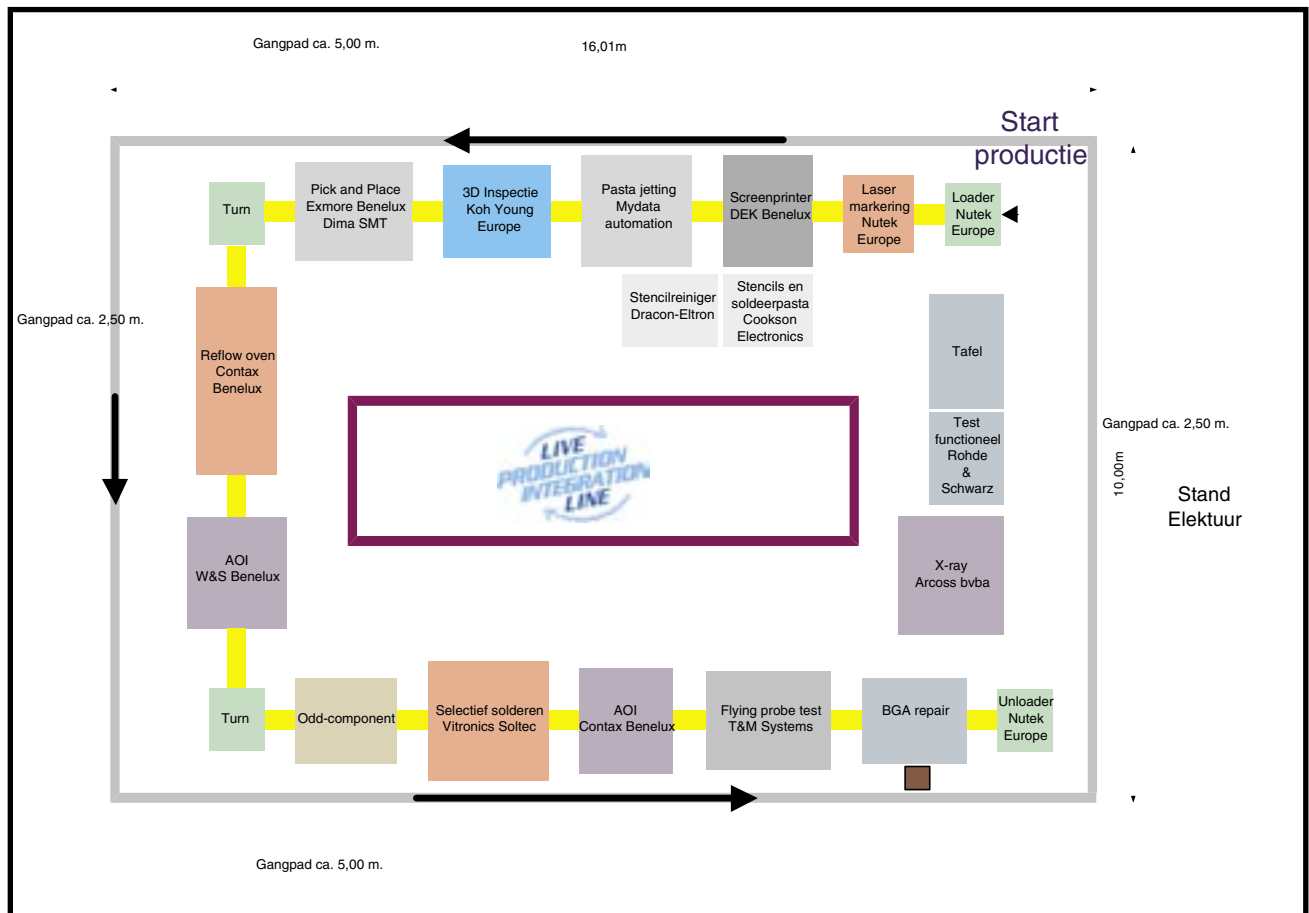 Gangpad ca. 5,00 m.
16,01m
Start
productie
Turn
Pick and Place
Exmore Benelux
Dima SMT
3D Inspectie
Koh Young
Europe
Pasta jetting
Mydata
automation
Screenprinter
DEK Benelux
Laser
markering
Nutek
Europe
Loader
Nutek
Europe
Stencilreiniger
Dracon-Eltron
Stencils en
soldeerpasta
Cookson
Electronics
Gangpad ca. 2,50 m.
Reflow oven
Contax
Benelux
Tafel
Test
functioneel
Rohde
&
Schwarz
Gangpad ca. 2,50 m.
10,00m
Stand
Elektuur
LIVE
PRODUCTION
INTEGRATION
LINE
AOI
W&S Benelux
X-ray
Arcoss bvba
Turn
Odd-component
Selectief solderen
Vitronics Soltec
AOI
Contax Benelux
Flying probe test
T&M Systems
BGA repair
Unloader
Nutek
Europe
Gangpad ca. 5,00 m.